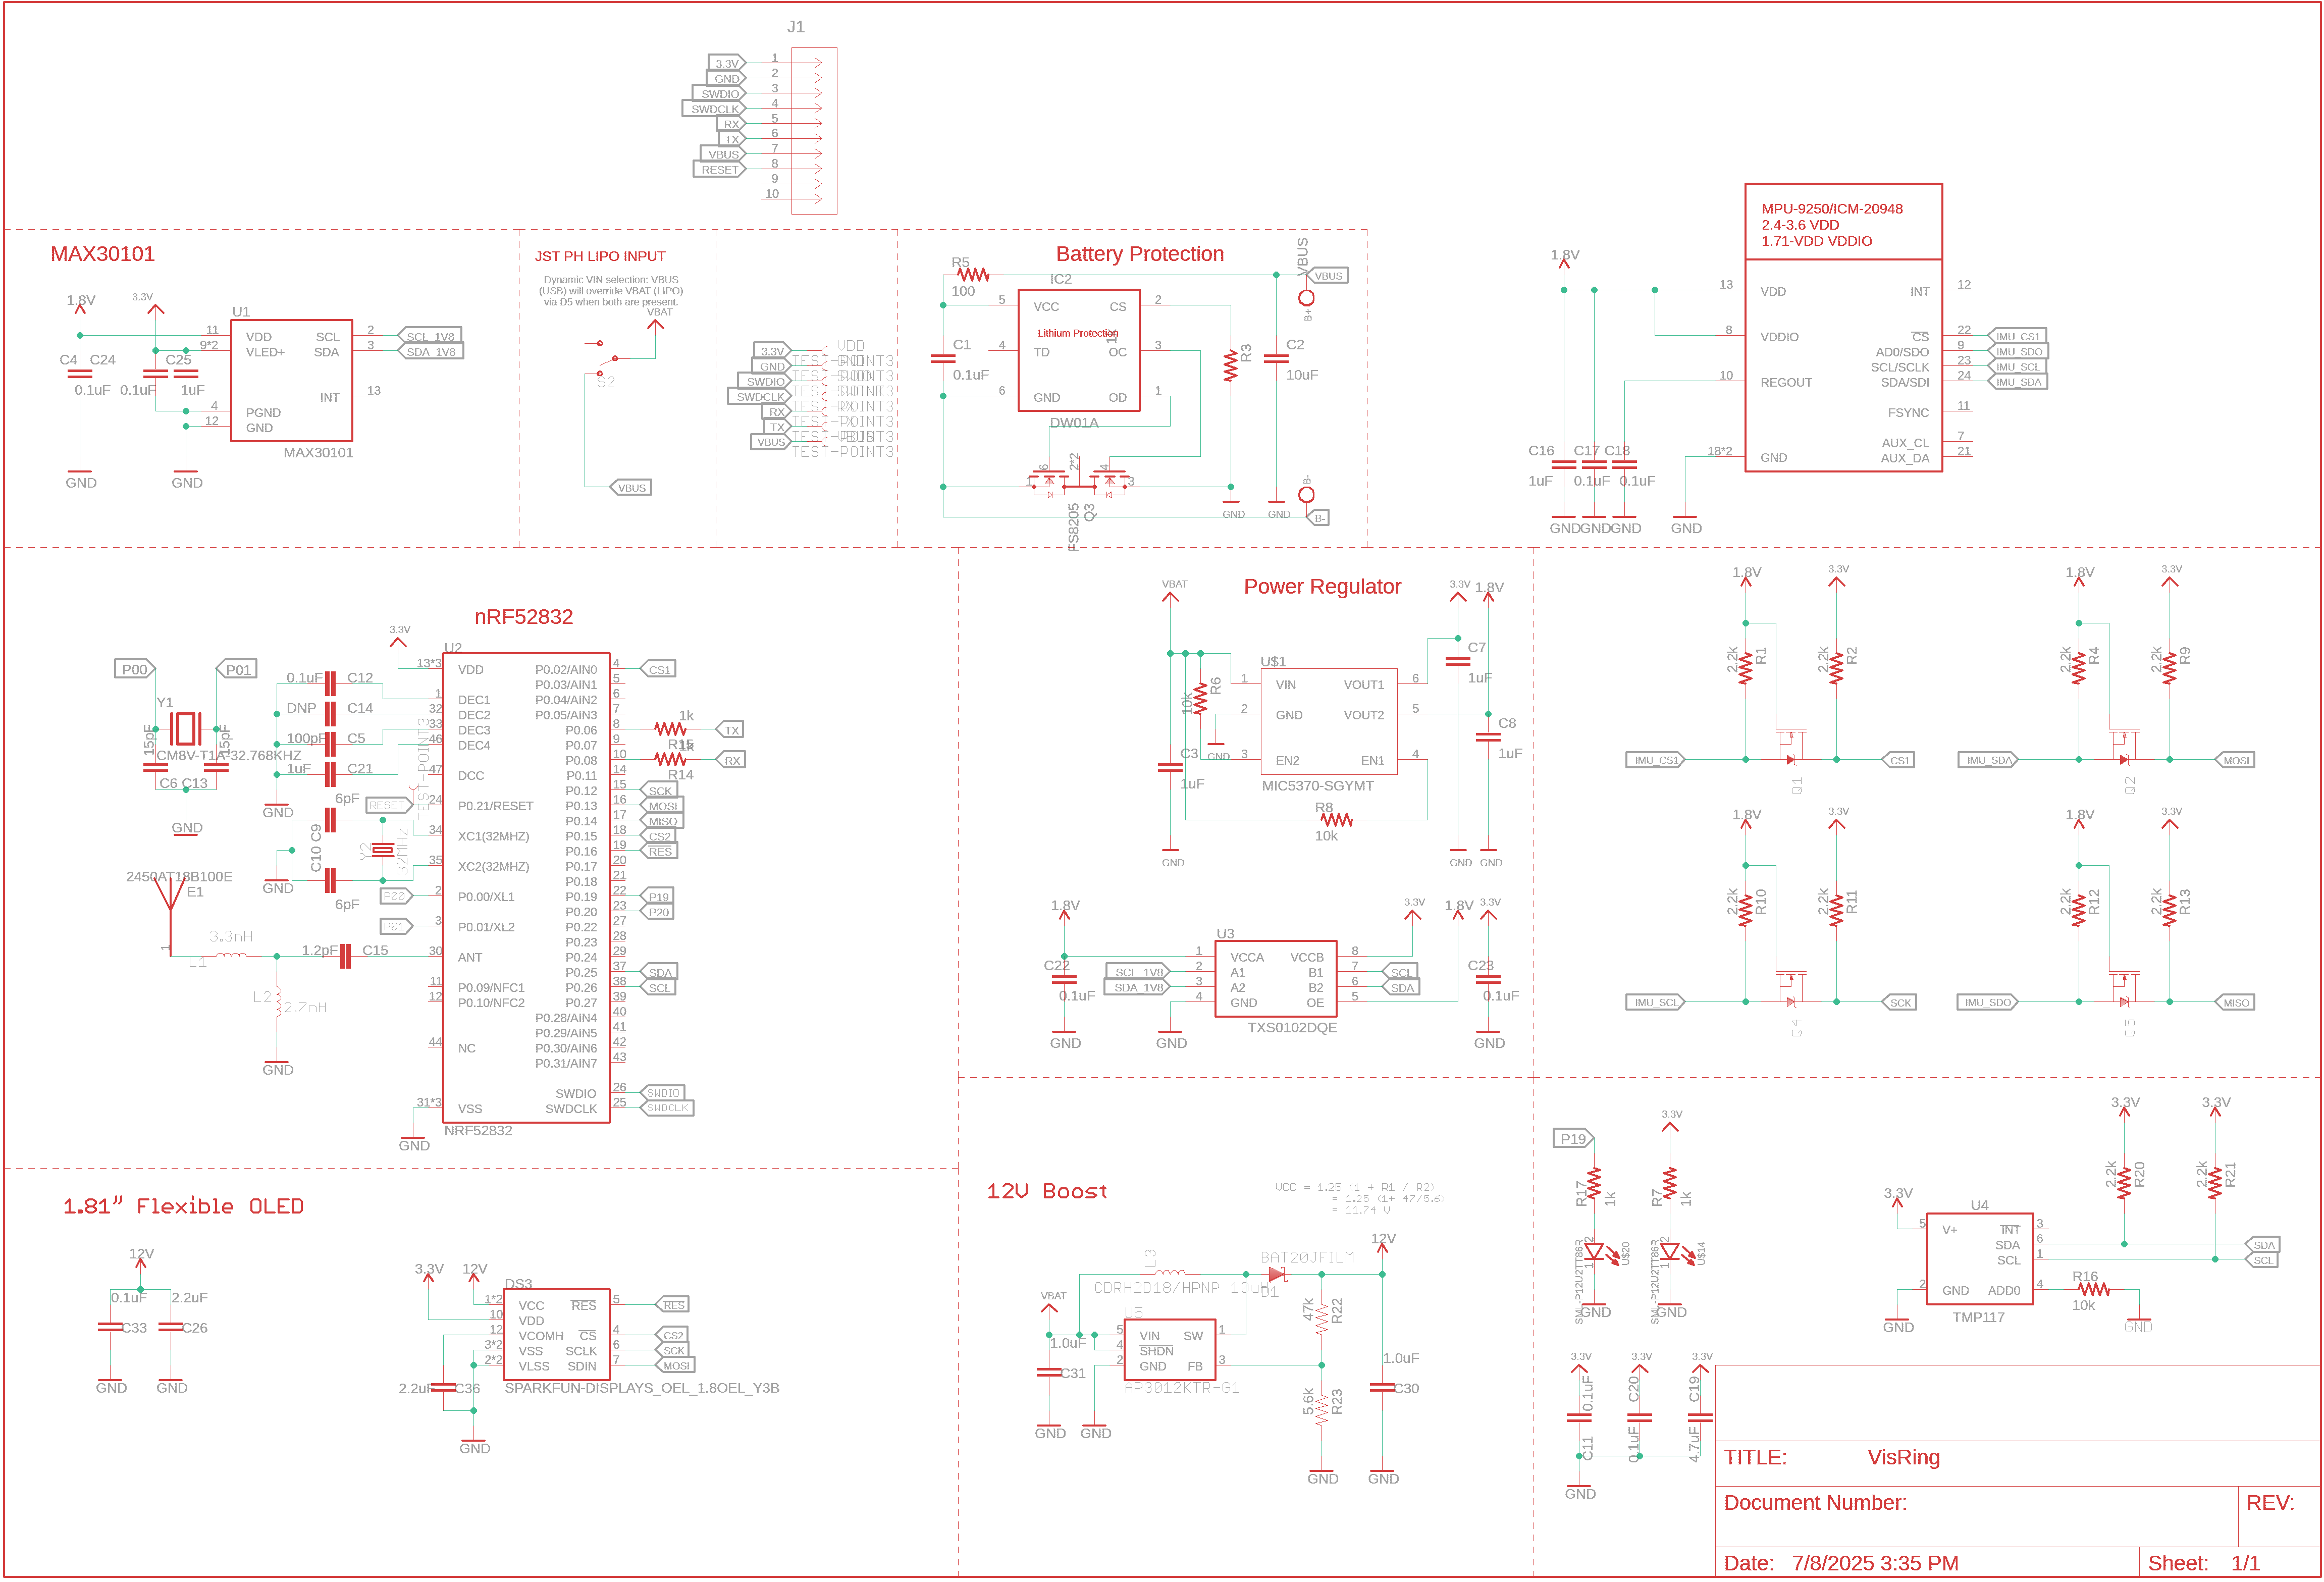 J1
3.3V 1
GND 2
SWDIO 3
SWDCLK 4
RX 5
TX 6
VBUS 7
RESET 8
9
10
MAX30101
1.8V
3.3V
U1
11 VDD SCL 2 SCL_1V8
9*2 VLED+ SDA 3 SDA_1V8
C4 C24 C25
0.1uF 0.1uF 1uF
INT 13
4 PGND
12 GND
MAX30101
GND GND
JST PH LIPO INPUT
Dynamic VIN selection: VBUS
(USB) will override VBAT (LIPO)
via D5 when both are present.
VBAT
S2
VBUS
3.3V VDD
TEST-POINT3
GND GND
TEST-POINT3
SWDIO
TEST-POINT3
SWDCLK
TEST-POINT3
RX RX
TEST-POINT3
TX TX
TEST-POINT3
VBUS VBUS
TEST-POINT3
Battery Protection
R5
100
IC2
5 VCC CS 2
Lithium Protection
1k
4 TD OC 3
6 GND OD 1
DW01A
C1
0.1uF
R3
C2
10uF
VBUS
VBUS
B+
B-
B-
1 6 2*2 4 3
FS8205
Q3
GND GND
MPU-9250/ICM-20948
2.4-3.6 VDD
1.71-VDD VDDIO
1.8V
13 VDD INT 12
8 VDDIO CS 22 IMU_CS1
AD0/SDO 9 IMU_SDO
SCL/SCLK 23 IMU_SCL
10 REGOUT SDA/SDI 24 IMU_SDA
FSYNC 11
AUX_CL 7
18*2 GND AUX_DA 21
C16 C17 C18
1uF 0.1uF 0.1uF
GND GND GND GND
nRF52832
P00 P01
Y1
15pF 15pF
CM8V-T1A-32.768KHZ
C6 C13
GND
3.3V
U2
0.1uF C12
DNP C14
100pF C5
1uF C21
GND
TEST-POINT3
RESET
6pF
C10 C9
32MHz
6pF
GND
P00
P01
2450AT18B100E
E1
1
3.3nH
L1
1.2pF C15
L2
2.7nH
GND
13*3 VDD
1 DEC1
32 DEC2
33 DEC3
46 DEC4
47 DCC
24 P0.21/RESET
34 XC1(32MHZ)
35 XC2(32MHZ)
2 P0.00/XL1
3 P0.01/XL2
30 ANT
11 P0.09/NFC1
12 P0.10/NFC2
44 NC
31*3 VSS
GND
NRF52832
P0.02/AIN0 4 CS1
P0.03/AIN1 5
P0.04/AIN2 6
P0.05/AIN3 7
P0.06 8 1k R15 TX
P0.07 9
P0.08 10 1k R14 RX
P0.11 14
P0.12 15 SCK
P0.13 16 MOSI
P0.14 17 MISO
P0.15 18 CS2
P0.16 19 RES
P0.17 20
P0.18 21
P0.19 22 P19
P0.20 23 P20
P0.22 27
P0.23 28
P0.24 29
P0.25 37 SDA
P0.26 38 SCL
P0.27 39
P0.28/AIN4 40
P0.29/AIN5 41
P0.30/AIN6 42
P0.31/AIN7 43
SWDIO 26 SWDIO
SWDCLK 25 SWDCLK
Power Regulator
VBAT
3.3V 1.8V
U$1
1 VIN VOUT1 6
2 GND VOUT2 5
3 EN2 EN1 4
MIC5370-SGYMT
10k R6
GND
C3
1uF
R8
10k
C7
1uF
C8
1uF
GND GND GND
1.8V 3.3V 1.8V 3.3V
U3
1 VCCA VCCB 8
SCL_1V8 2 A1 B1 7 SCL
SDA_1V8 3 A2 B2 6 SDA
4 GND OE 5
TXS0102DQE
C22
0.1uF
C23
0.1uF
GND GND GND
1.8V 3.3V 1.8V 3.3V
2.2k R1 2.2k R2 2.2k R4 2.2k R9
IMU_CS1 Q1 CS1 IMU_SDA Q2 MOSI
1.8V 3.3V 1.8V 3.3V
2.2k R10 2.2k R11 2.2k R12 2.2k R13
IMU_SCL Q4 SCK IMU_SDO Q5 MISO
1.81” Flexible OLED
12V
0.1uF 2.2uF
C33 C26
GND GND
3.3V 12V
DS3
1*2 VCC RES 5 RES
10 VDD
12 VCOMH CS 4 CS2
3*2 VSS SCLK 6 SCK
2*2 VLSS SDIN 7 MOSI
2.2uF C36
SPARKFUN-DISPLAYS_OEL_1.8OEL_Y3B
GND
12V Boost
VCC = 1.25 (1 + R1 / R2)
= 1.25 (1+ 47/5.6)
= 11.74 V
L3
CDRH2D18/HPNP 10uH
BAT20JFILM
D1
12V
VBAT
1.0uF
C31
U5
5 VIN SW 1
4 SHDN
2 GND FB 3
AP3012KTR-G1
47k R22
5.6k R23
1.0uF
C30
GND GND GND GND
P19
3.3V
R17 1k R7 1k
SML-P12U2TT86R 1 2 U$20
SML-P12U2TT86R 1 2 U$14
GND GND
3.3V 3.3V 3.3V
0.1uF C11
C20 0.1uF
C19 4.7uF
GND
3.3V 3.3V
2.2k R20 2.2k R21
3.3V
U4
5 V+ INT 3
SDA 6 SDA
SCL 1 SCL
2 GND ADD0 4
TMP117
R16
10k
GND GND
TITLE: VisRing
Document Number:
REV:
Date: 7/8/2025 3:35 PM
Sheet: 1/1